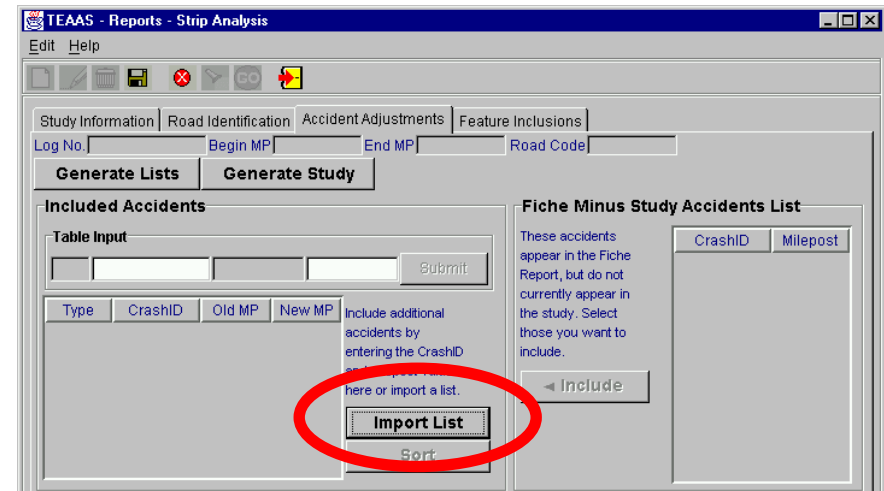 TEAAS - Reports - Strip Analysis
Edit Help
GO
Study Information Road Identification Accident Adjustments Feature Inclusions
Log No. Begin MP End MP Road Code
Generate Lists Generate Study
Included Accidents
Table Input
Submit
Type CrashID Old MP New MP
Include additional
accidents by
entering the CrashID
here or import a list.
Import List
Sort
Fiche Minus Study Accidents List
These accidents
appear in the Fiche
Report, but do not
currently appear in
the study. Select
those you want to
include.
Include
CrashID Milepost